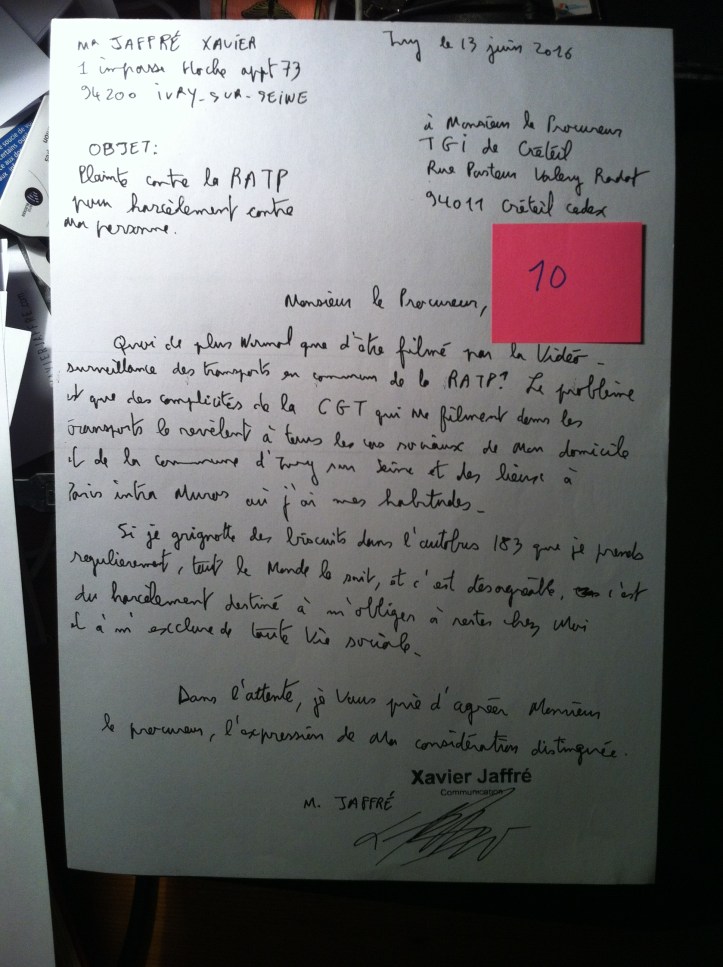 Mr JAFFRÉ XAVIER
1 impasse Hoche appt 73
94200 iVRY-SUR-SEiNE
Ivry le 13 juin 2016
à Monsieur le Procureur
TGi de Créteil
Rue Pasteur Valery Radot
94011 Créteil cedex
OBJET:
Plainte contre la RATP
pour harcèlement contre
ma personne.
10
Monsieur le Procureur,
Quoi de plus Normal que d'être filmé par la Vidéo-
surveillance des transports en commun de la RATP? Le problème
est que des complicités de la CGT qui me filment dans les
transports le revèlent à tous les cas sociaux de mon domicile
et de la commune d'Ivry sur Seine et des lieux à
Paris intra Muros où j'ai mes habitudes.
Si je grignotte des biscuits dans l'autobus 183 que je prends
regulierement, tout le Monde le sait, et c'est désagréable, c'est
du harcèlement destiné à m'obliger à rester chez Moi
et à m'exclure de toute Vie sociale.
Dans l'attente, je Vous prie d'agréer Monsieur
le procureur, l'expression de Ma considération distinguée.
Xavier Jaffré
Communication
M. JAFFRÉ